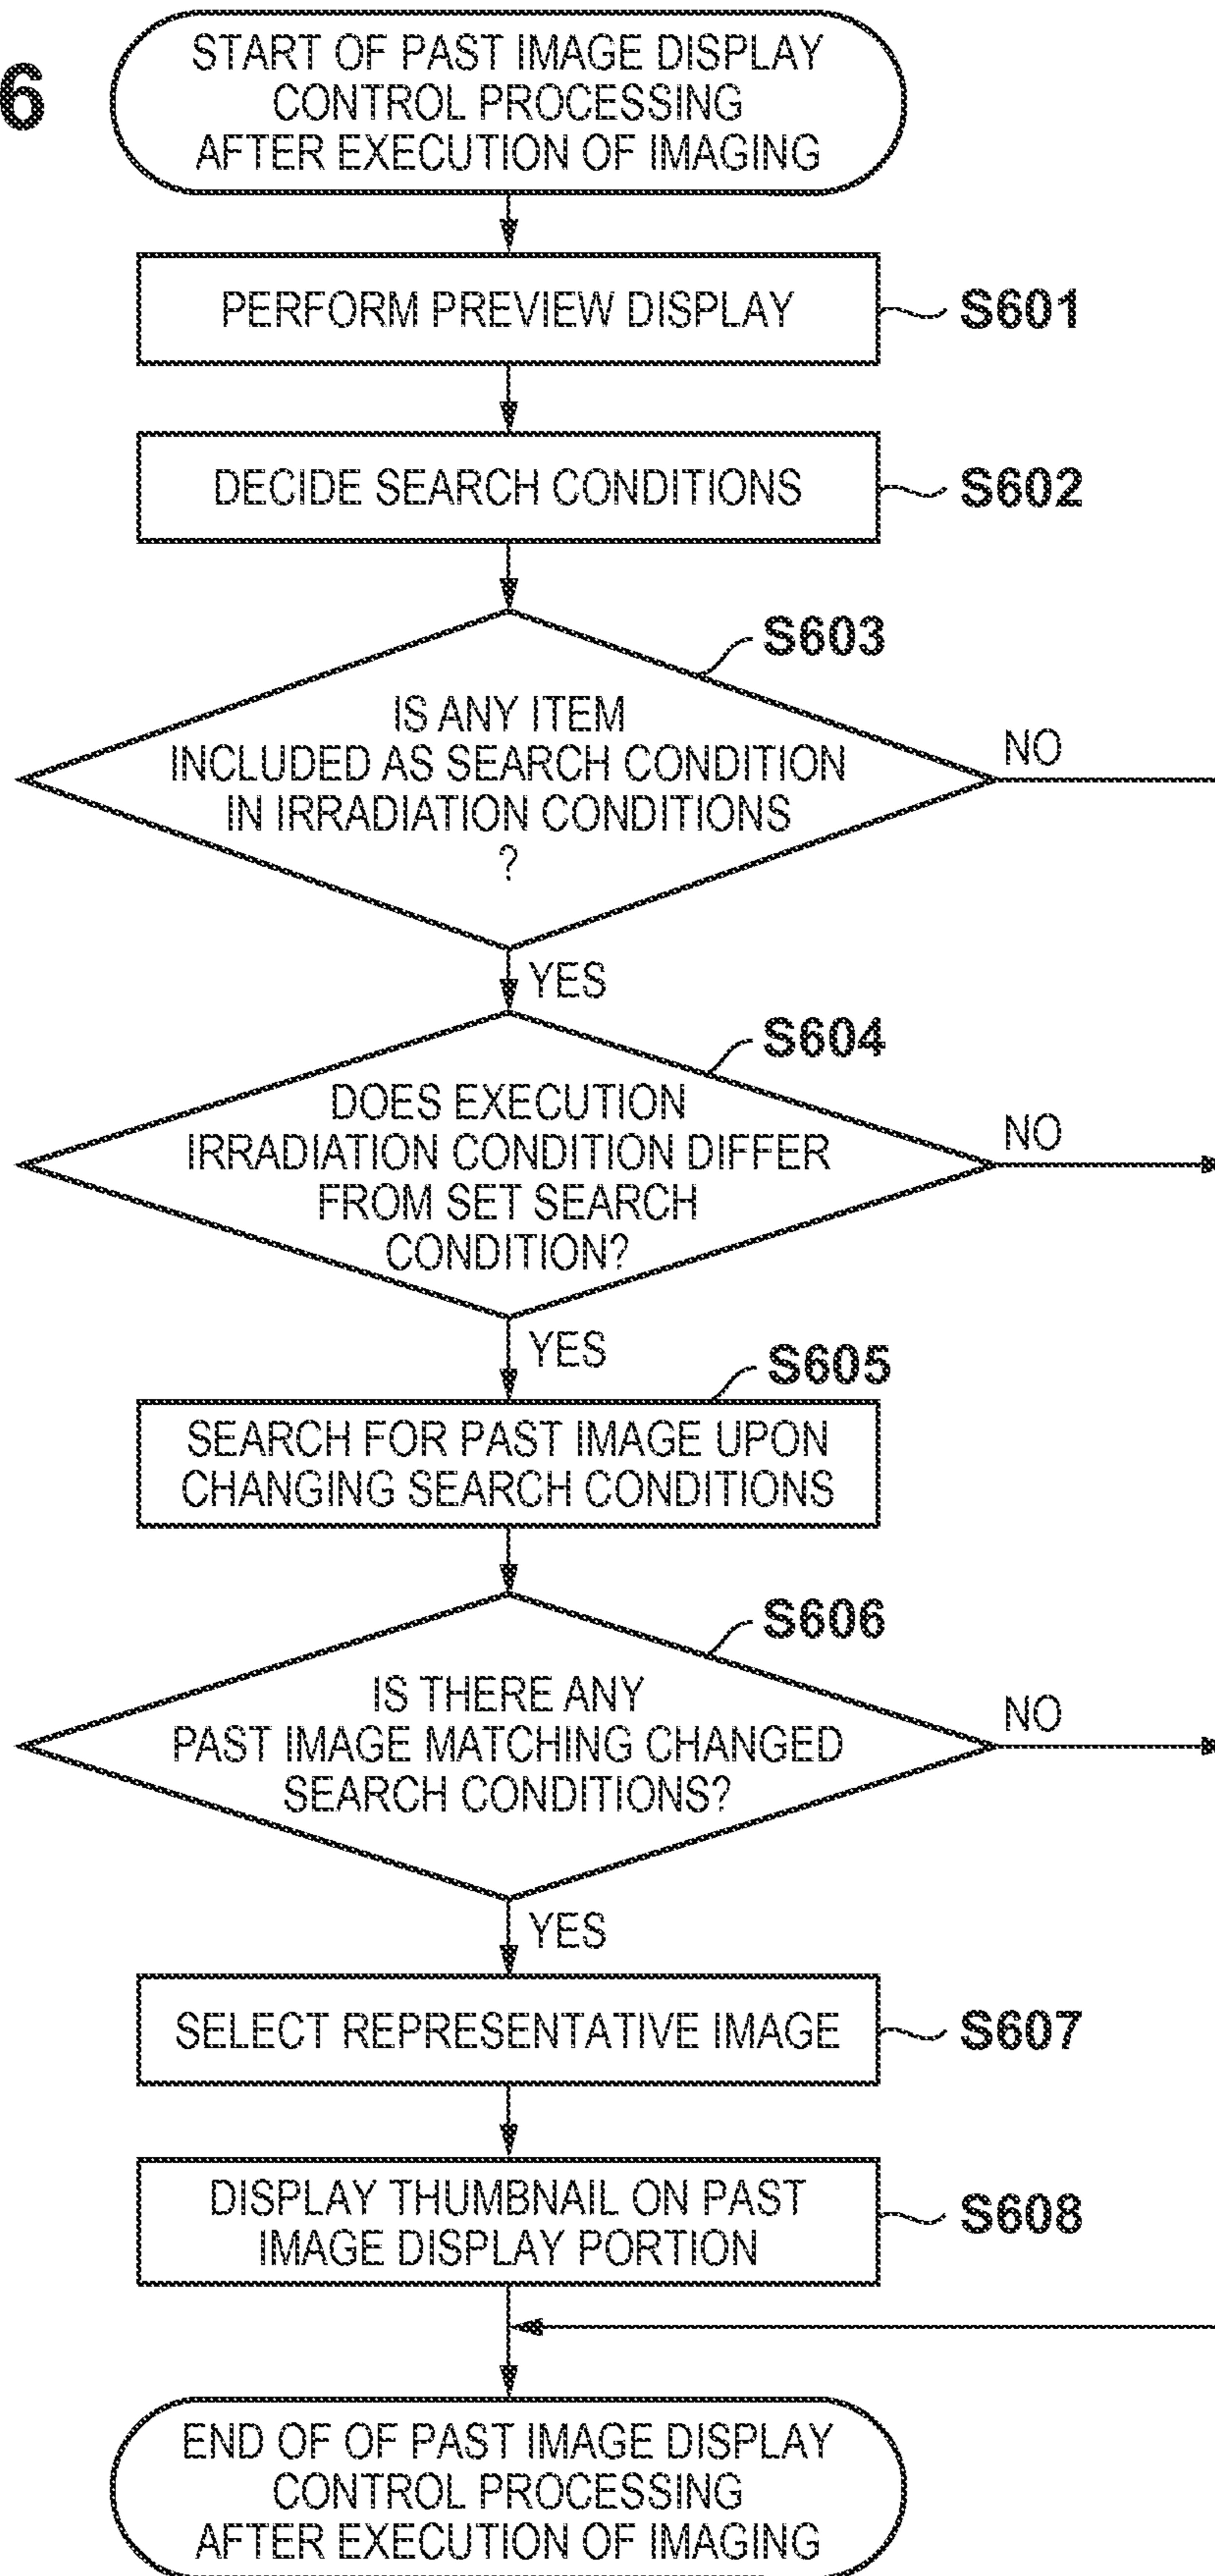 6
START OF PAST IMAGE DISPLAY
CONTROL PROCESSING
AFTER EXECUTION OF IMAGING
PERFORM PREVIEW DISPLAY
S601
DECIDE SEARCH CONDITIONS
S602
S603
IS ANY ITEM
INCLUDED AS SEARCH CONDITION
IN IRRADIATION CONDITIONS
?
NO
YES
S604
DOES EXECUTION
IRRADIATION CONDITION DIFFER
FROM SET SEARCH
CONDITION?
NO
YES
S605
SEARCH FOR PAST IMAGE UPON
CHANGING SEARCH CONDITIONS
S606
IS THERE ANY
PAST IMAGE MATCHING CHANGED
SEARCH CONDITIONS?
NO
YES
SELECT REPRESENTATIVE IMAGE
S607
DISPLAY THUMBNAIL ON PAST
IMAGE DISPLAY PORTION
S608
END OF OF PAST IMAGE DISPLAY
CONTROL PROCESSING
AFTER EXECUTION OF IMAGING